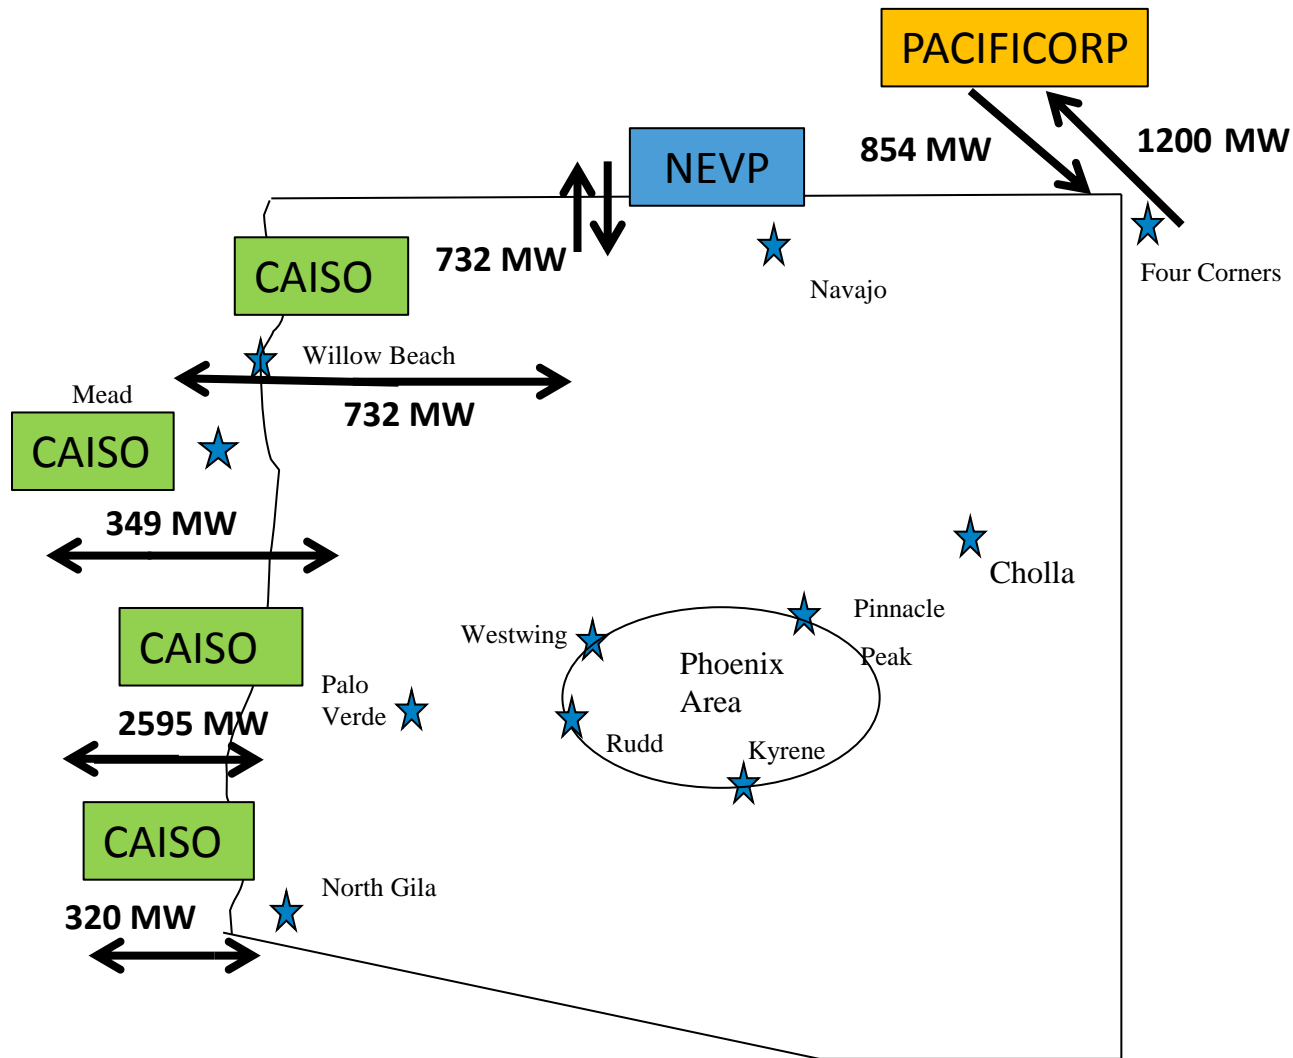 PACIFICORP
854 MW
1200 MW
NEVP
732 MW
CAISO
Navajo
Four Corners
Willow Beach
Mead
732 MW
CAISO
349 MW
Cholla
CAISO
Westwing
Pinnacle
Peak
Phoenix
Area
Palo
Verde
2595 MW
Rudd
Kyrene
CAISO
North Gila
320 MW